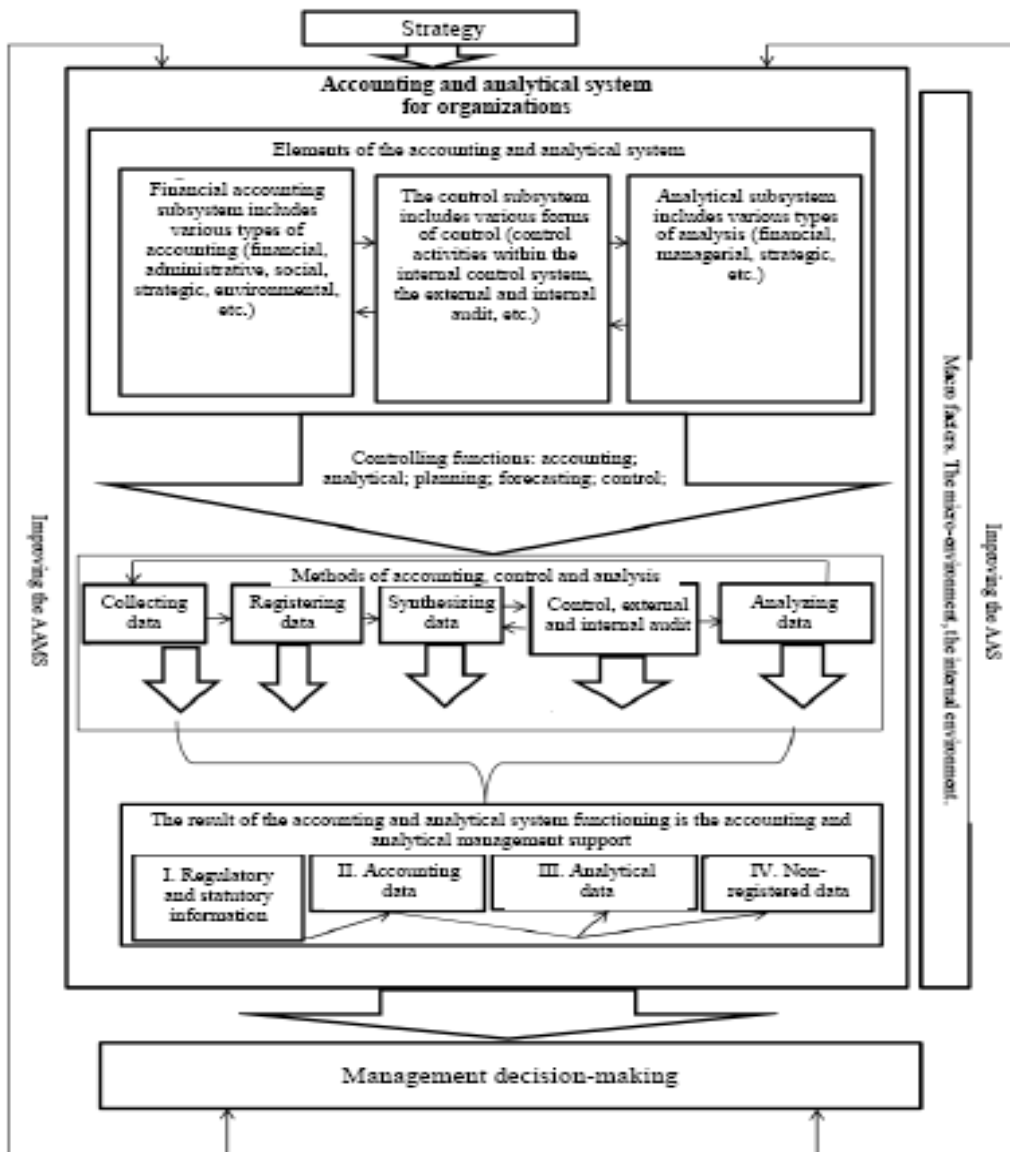 Strategy
Accounting and analytical system
for organizations
Elements of the accounting and analytical system
Financial accounting
subsystem includes
various types of
accounting (financial,
administrative, social,
strategic, environmental,
etc.)
The control subsystem
includes various forms
of control (control
activities within the
internal control system,
the external and internal
audit, etc.)
Analytical subsystem
includes various types
of analysis (financial,
managerial, strategic,
etc.)
Controlling functions: accounting;
analytical; planning; forecasting; control;
Methods of accounting, control and analysis
Collecting
data
Registering
data
Synthesizing
data
Control, external
and internal audit
Analyzing
data
The result of the accounting and analytical system functioning is the accounting and
analytical management support
I. Regulatory
and statutory
information
II. Accounting
data
III. Analytical
data
IV. Non-
registered data
Management decision-making
Improving the AAMS
Macro factors. The micro-environment, the internal environment.
Improving the AAS